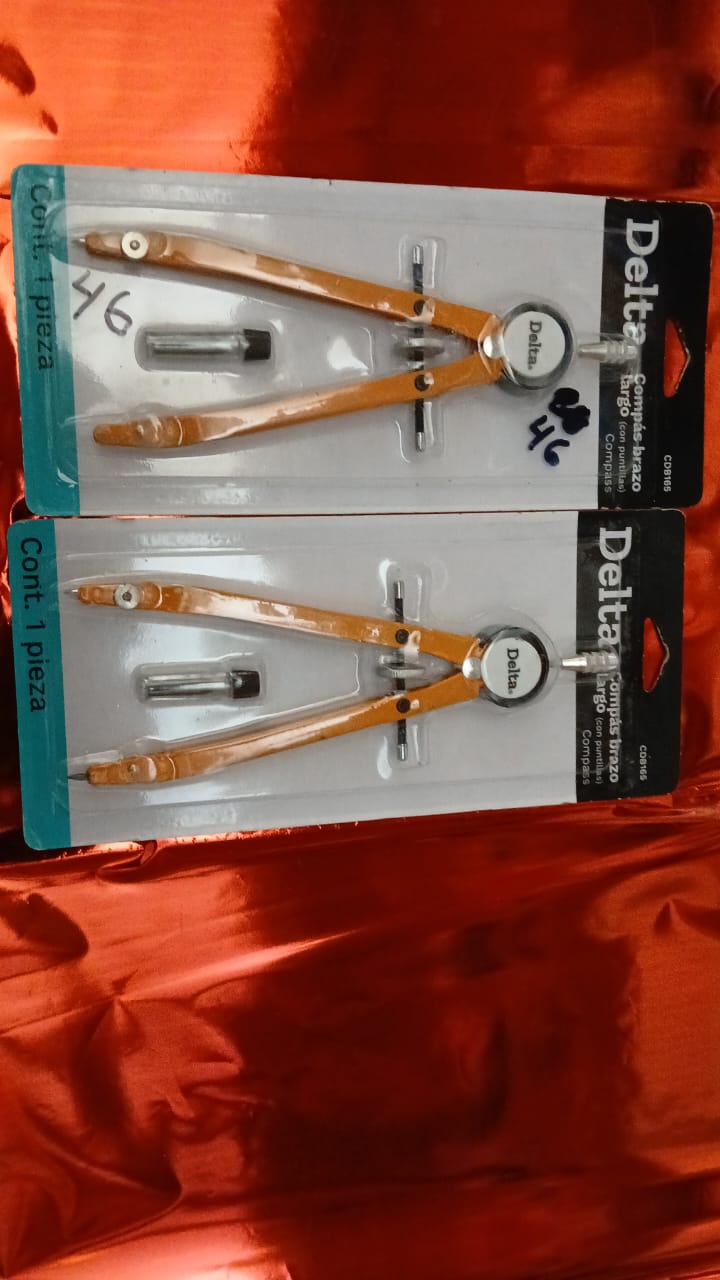 Delta
Compás brazo
largo (con puntillas)
Compass
CDB165
Delta.
46
46
Cont. 1 pieza
Delta
Compás brazo
largo (con puntillas)
Compass
CDB165
Delta.
Cont. 1 pieza